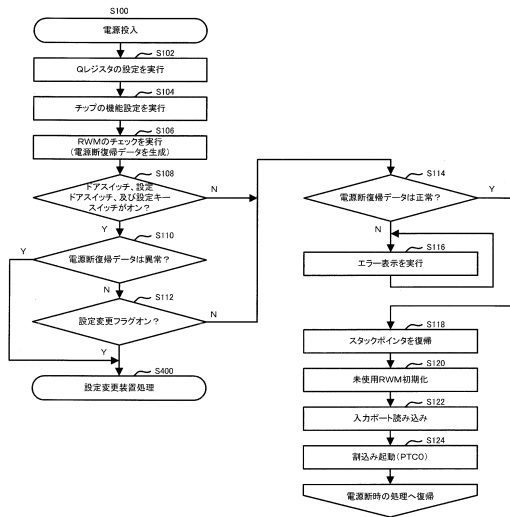 S100
電源投入
S102
Qレジスタの設定を実行
S104
チップの機能設定を実行
S106
RWMのチェックを実行
(電源断復帰データを生成)
S108
ドアスイッチ、設定
ドアスイッチ、及び設定キー
スイッチがオン?
N
Y
S110
Y
電源断復帰データは異常?
N
S112
設定変更フラグオン?
N
Y
S400
設定変更装置処理
S114
電源断復帰データは正常?
Y
N
S116
エラー表示を実行
S118
スタックポインタを復帰
S120
未使用RWM初期化
S122
入力ポート読み込み
S124
割込み起動(PTC0)
電源断時の処理へ復帰